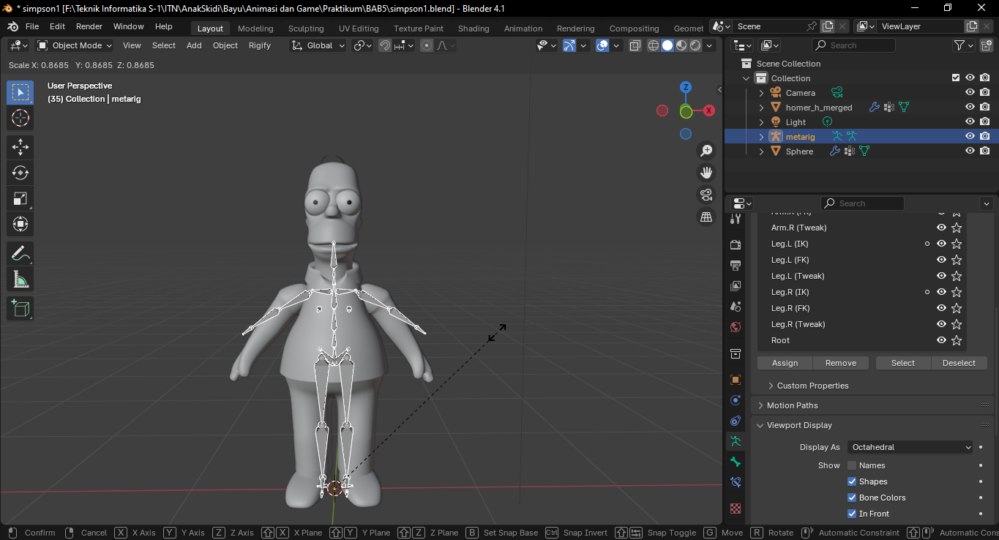 * simpson1 [F:\Teknik Informatika S-1\ITN\AnakSkidi\Bayu\Animasi dan Game\Praktikum\BAB5\simpson1.blend] - Blender 4.1
File Edit Render Window Help Layout Modeling Sculpting UV Editing Texture Paint Shading Animation Rendering Compositing Geomet Scene ViewLayer
Object Mode View Select Add Object Rigify Global Search
Scale X: 0.8685 Y: 0.8685 Z: 0.8685
User Perspective
(35) Collection | metarig
Z
X
Scene Collection
Collection
Camera
homer_h_merged
Light
metarig
Sphere
Search
Arm.R (FK)
Arm.R (Tweak)
Leg.L (IK)
Leg.L (FK)
Leg.L (Tweak)
Leg.R (IK)
Leg.R (FK)
Leg.R (Tweak)
Root
Assign Remove Select Deselect
Custom Properties
Motion Paths
Viewport Display
Display As Octahedral
Show Names
Shapes
Bone Colors
In Front
Confirm Cancel X X Axis Y Y Axis Z Z Axis X X Plane Y Y Plane Z Z Plane B Set Snap Base Ctrl Snap Invert Snap Toggle G Move R Rotate Automatic Constraint Automatic Cons